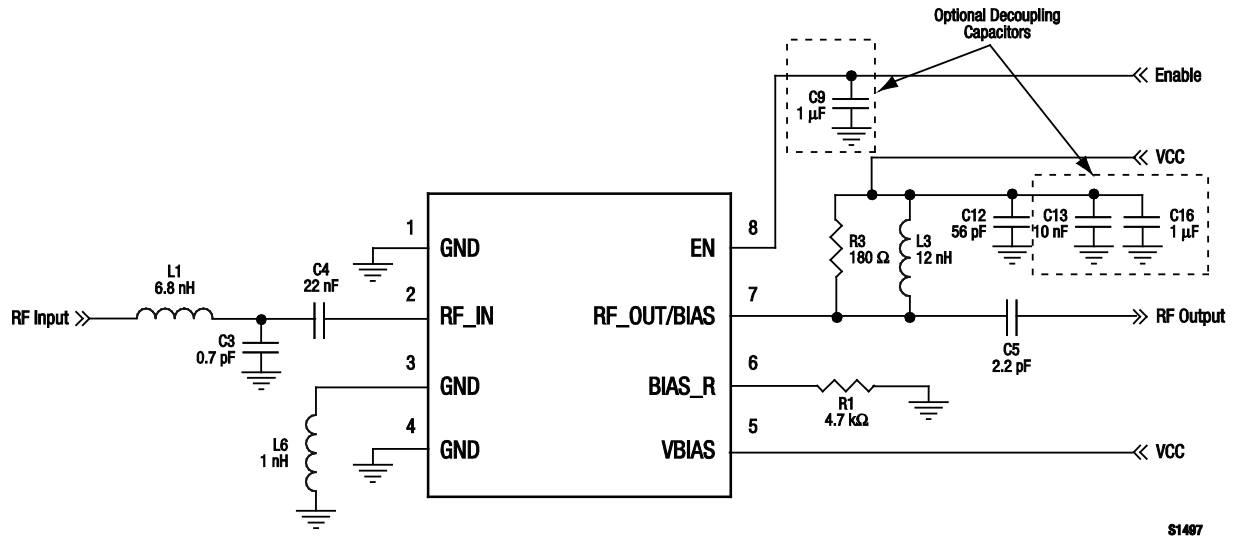 Optional Decoupling
Capacitors
Enable
C9
1 µF
VCC
C12
56 pF
C13
10 nF
C16
1 µF
R3
180 Ω
L3
12 nH
1
GND
8
EN
L1
6.8 nH
C4
22 nF
2
RF_IN
7
RF_OUT/BIAS
RF Input
RF Output
C3
0.7 pF
C5
2.2 pF
3
GND
6
BIAS_R
R1
4.7 kΩ
L6
1 nH
4
GND
5
VBIAS
VCC
S1497